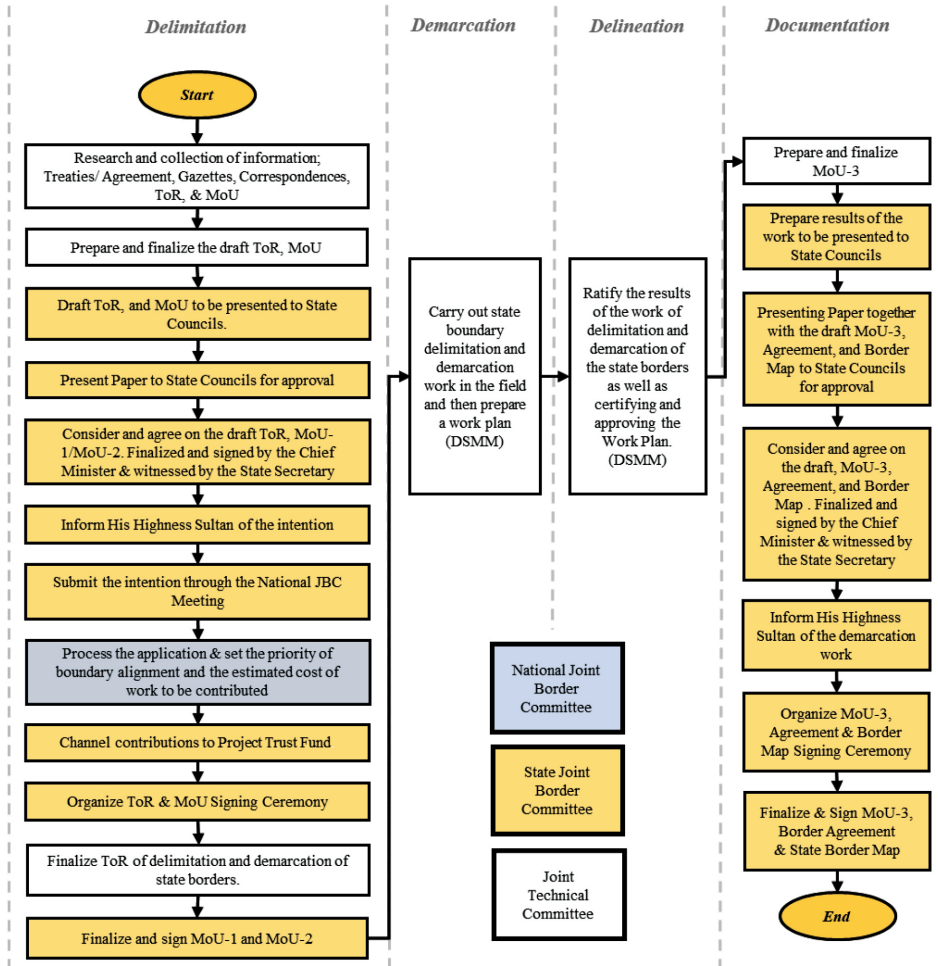 Delimitation
Demarcation
Delineation
Documentation
Start
Research and collection of information;
Treaties/ Agreement, Gazettes, Correspondences,
ToR, & MoU
Prepare and finalize the draft ToR, MoU
Draft ToR, and MoU to be presented to State
Councils.
Present Paper to State Councils for approval
Consider and agree on the draft ToR, MoU-
1/MoU-2. Finalized and signed by the Chief
Minister & witnessed by the State Secretary
Inform His Highness Sultan of the intention
Submit the intention through the National JBC
Meeting
Process the application & set the priority of
boundary alignment and the estimated cost of
work to be contributed
Channel contributions to Project Trust Fund
Organize ToR & MoU Signing Ceremony
Finalize ToR of delimitation and demarcation of
state borders.
Finalize and sign MoU-1 and MoU-2
Carry out state
boundary
delimitation and
demarcation
work in the field
and then prepare
a work plan
(DSMM)
Ratify the results
of the work of
delimitation and
demarcation of
the state borders
as well as
certifying and
approving the
Work Plan.
(DSMM)
National Joint
Border
Committee
State Joint
Border
Committee
Joint
Technical
Committee
Prepare and finalize
MoU-3
Prepare results of the
work to be presented to
State Councils
Presenting Paper together
with the draft MoU-3,
Agreement, and Border
Map to State Councils
for approval
Consider and agree on
the draft, MoU-3,
Agreement, and Border
Map . Finalized and
signed by the Chief
Minister & witnessed by
the State Secretary
Inform His Highness
Sultan of the demarcation
work
Organize MoU-3,
Agreement & Border
Map Signing Ceremony
Finalize & Sign MoU-3,
Border Agreement
& State Border Map
End